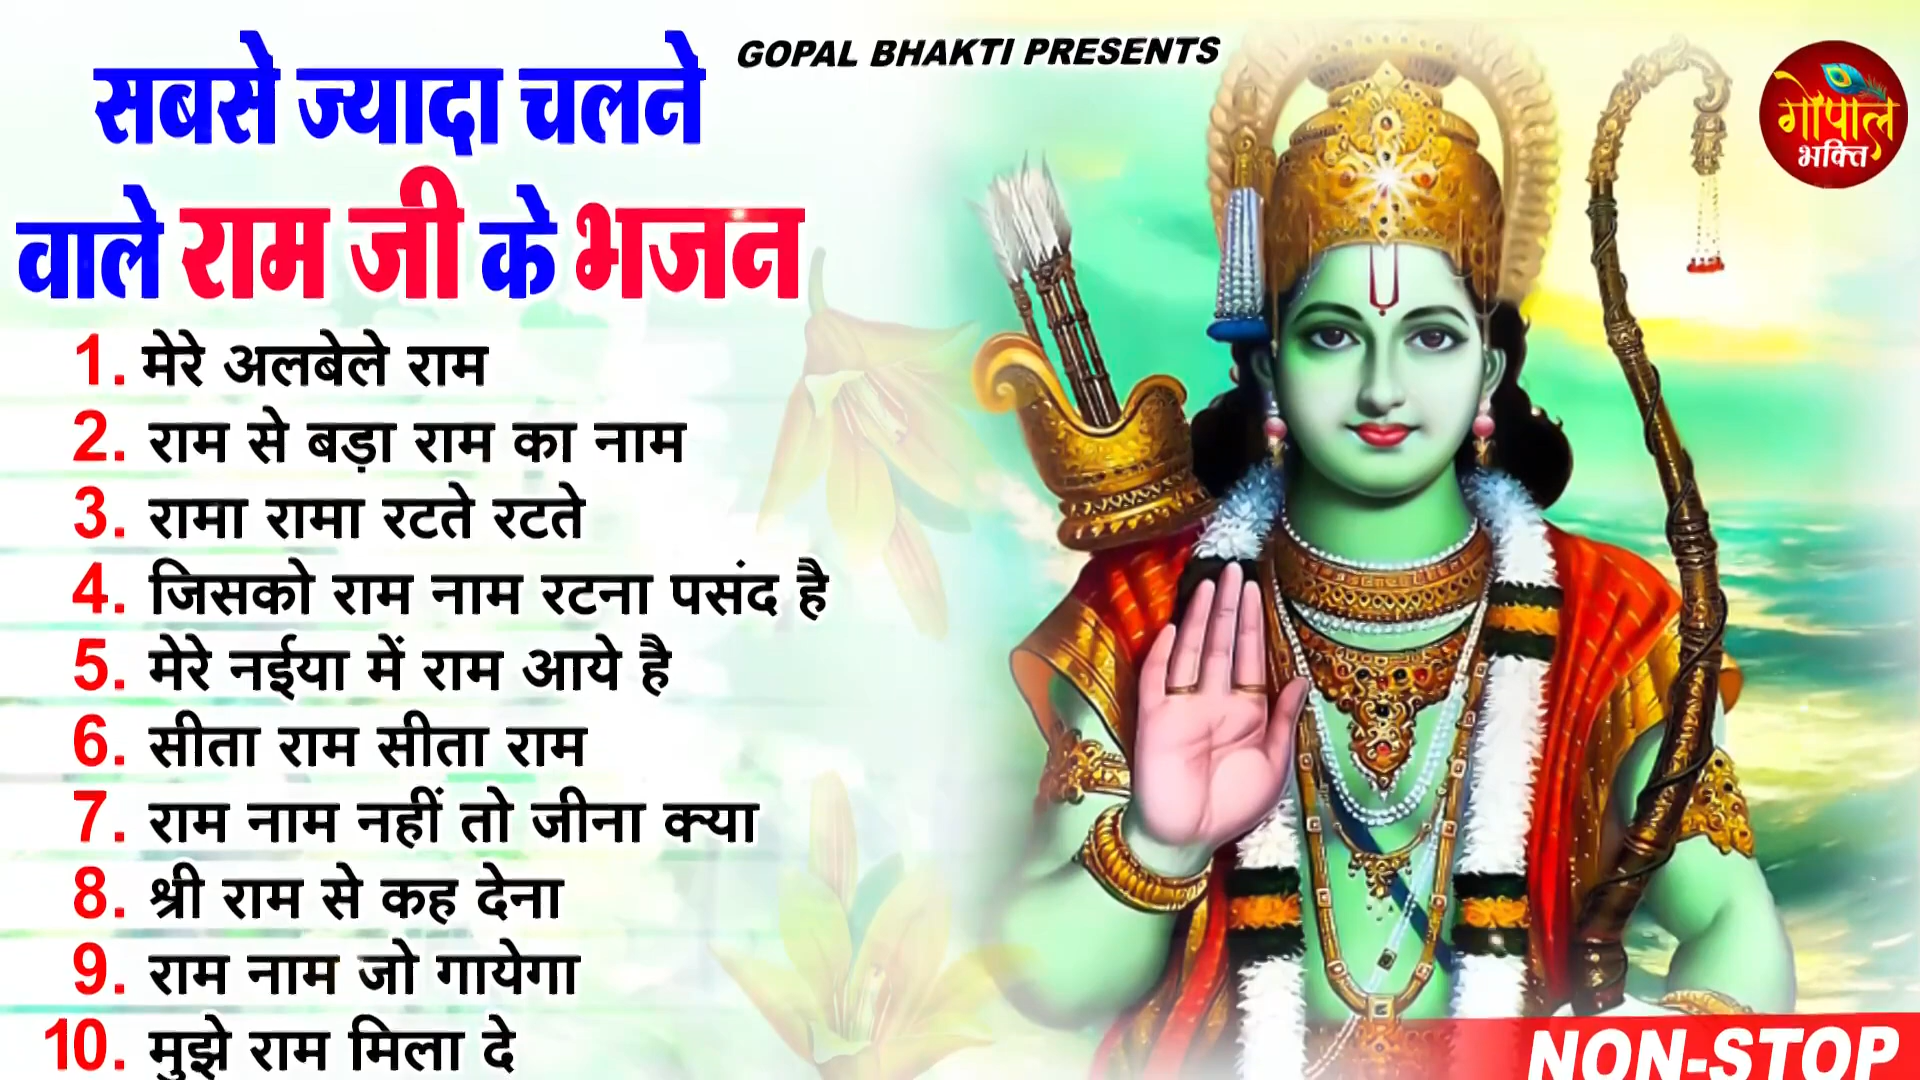 GOPAL BHAKTI PRESENTS
गोपाल
भक्ति
सबसे ज्यादा चलने
वाले राम जी के भजन
1. मेरे अलबेले राम
2. राम से बड़ा राम का नाम
3. रामा रामा रटते रटते
4. जिसको राम नाम रटना पसंद है
5. मेरे नईया में राम आये है
6. सीता राम सीता राम
7. राम नाम नहीं तो जीना क्या
8. श्री राम से कह देना
9. राम नाम जो गायेगा
10. मुझे राम मिला दे
NON-STOP